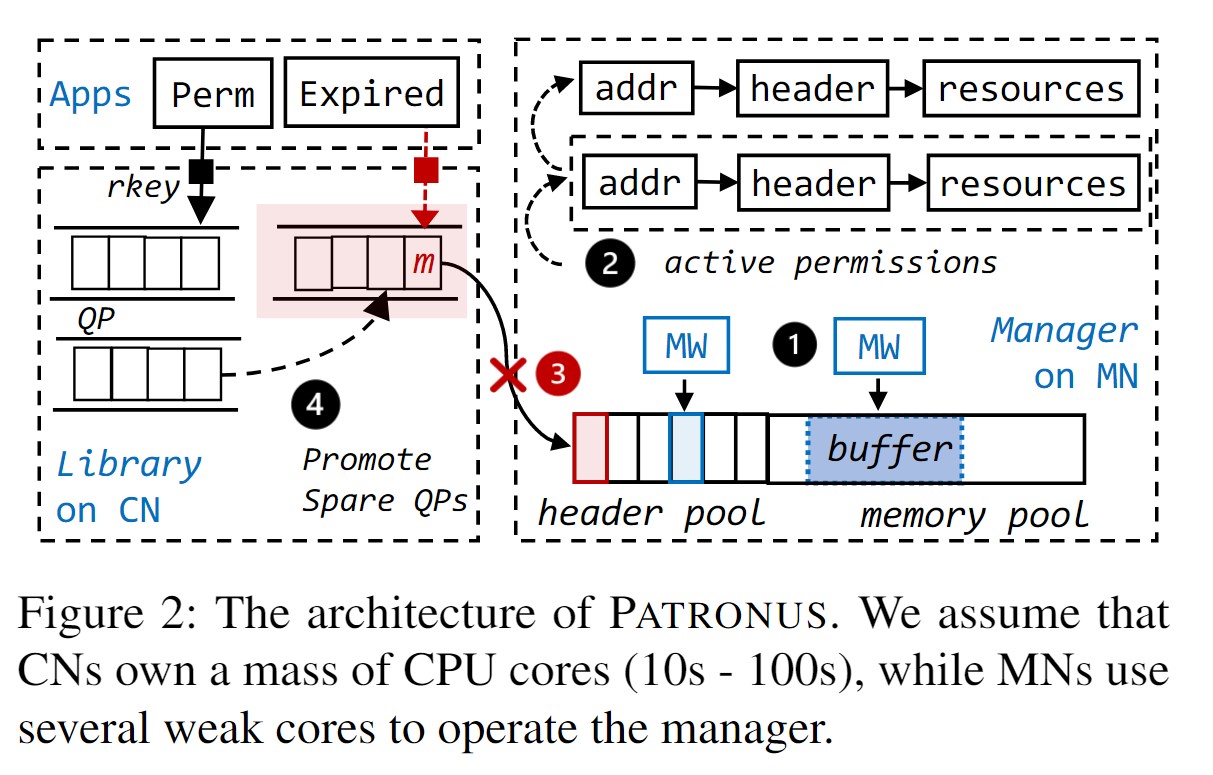 Apps
Perm
Expired
rkey
m
QP
4
Promote
Spare QPs
Library
on CN
addr
header
resources
addr
header
resources
2
active permissions
MW
1
MW
Manager
on MN
3
buffer
header pool
memory pool
Figure 2: The architecture of PATRONUS. We assume that
CNs own a mass of CPU cores (10s - 100s), while MNs use
several weak cores to operate the manager.